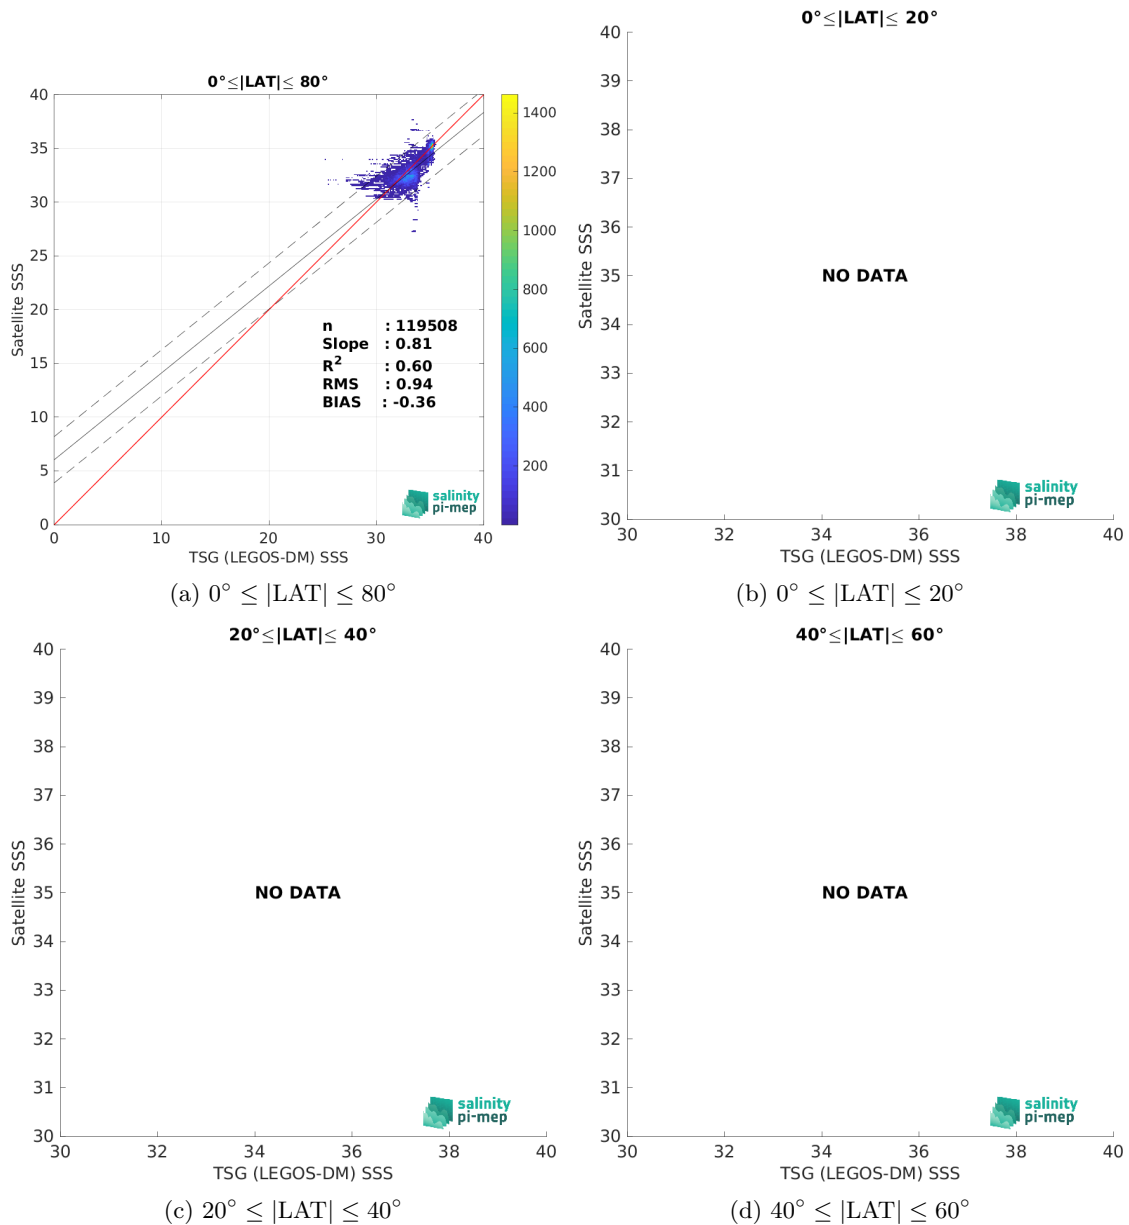 0°≤|LAT|≤ 80°
40
35
30
25
20
15
10
5
0
Satellite SSS
0
10
20
30
40
TSG (LEGOS-DM) SSS
1400
1200
1000
800
600
400
200
n : 119508
Slope : 0.81
R² : 0.60
RMS : 0.94
BIAS : -0.36
salinity
pi-mep
(a) 0° ≤ |LAT| ≤ 80°
0°≤|LAT|≤ 20°
40
39
38
37
36
35
34
33
32
31
30
Satellite SSS
NO DATA
30
32
34
36
38
40
TSG (LEGOS-DM) SSS
salinity
pi-mep
(b) 0° ≤ |LAT| ≤ 20°
20°≤|LAT|≤ 40°
40
39
38
37
36
35
34
33
32
31
30
Satellite SSS
NO DATA
30
32
34
36
38
40
TSG (LEGOS-DM) SSS
salinity
pi-mep
(c) 20° ≤ |LAT| ≤ 40°
40°≤|LAT|≤ 60°
40
39
38
37
36
35
34
33
32
31
30
Satellite SSS
NO DATA
30
32
34
36
38
40
TSG (LEGOS-DM) SSS
salinity
pi-mep
(d) 40° ≤ |LAT| ≤ 60°